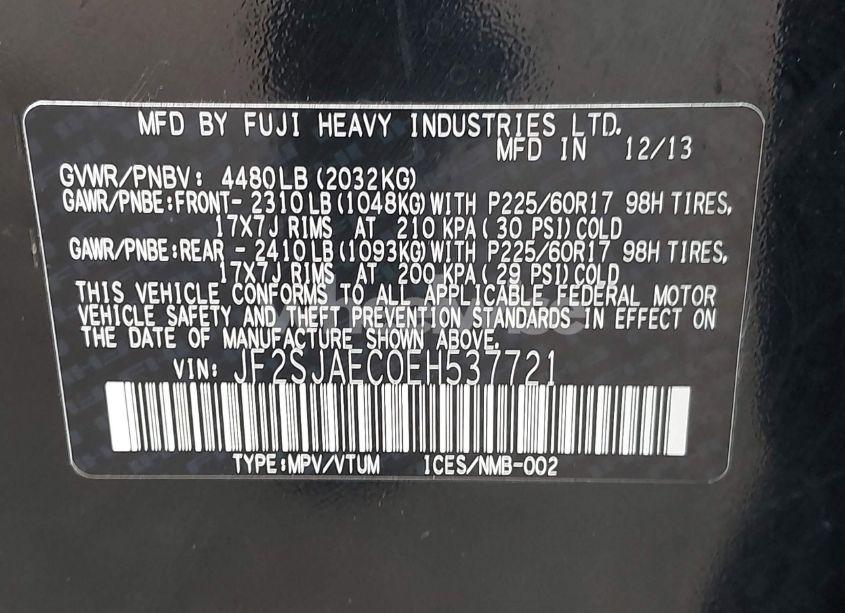 MFD BY FUJI HEAVY INDUSTRIES LTD.
MFD IN 12/13
GVWR/PNBV: 4480LB(2032KG)
GAWR/PNBE:FRONT- 2310LB(1048KG)WITH P225/60R17 98H TIRES,
17X7J RIMS AT 210 KPA(30 PSI)COLD
GAWR/PNBE:REAR - 2410LB(1093KG)WITH P225/60R17 98H TIRES,
17X7J RIMS AT 200 KPA(29 PSI)COLD
THIS VEHICLE CONFORMS TO ALL APPLICABLE FEDERAL MOTOR
VEHICLE SAFETY AND THEFT PREVENTION STANDARDS IN EFFECT ON
THE DATE OF MANUFACTURE SHOWN ABOVE.
VIN: JF2SJAEC0EH537721
TYPE:MPV/VTUM ICES/NMB-002